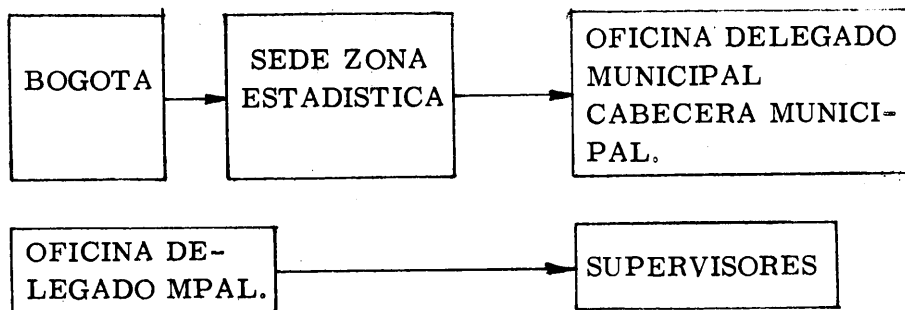 BOGOTA
SEDE ZONA
ESTADISTICA
OFICINA DELEGADO
MUNICIPAL
CABECERA MUNICI-
PAL.
OFICINA DE-
LEGADO MPAL.
SUPERVISORES